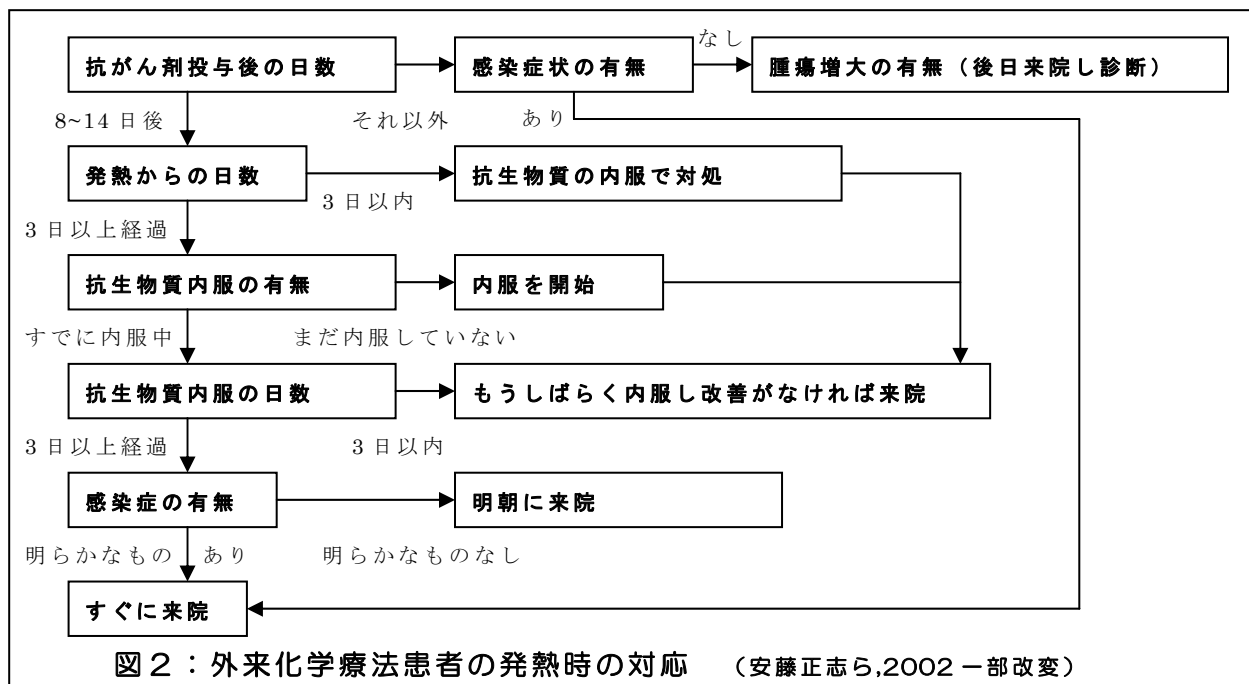 なし
抗がん剤投与後の日数 感染症状の有無 腫瘍増大の有無（後日来院し診断）
8~14日後 それ以外 あり
発熱からの日数 抗生物質の内服で対処
3日以内
3日以上経過
抗生物質内服の有無 内服を開始
すでに内服中 まだ内服していない
抗生物質内服の日数 もうしばらく内服し改善がなければ来院
3日以上経過 3日以内
感染症の有無 明朝に来院
明らかなもの あり 明らかなものなし
すぐに来院
図２：外来化学療法患者の発熱時の対応 （安藤正志ら,2002 一部改変）